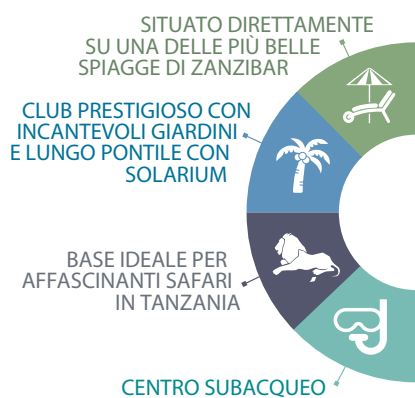 SITUATO DIRETTAMENTE
SU UNA DELLE PIÙ BELLE
SPIAGGE DI ZANZIBAR
CLUB PRESTIGIOSO CON
INCANTEVOLI GIARDINI
E LUNGO PONTILE CON
SOLARIUM
BASE IDEALE PER
AFFASCINANTI SAFARI
IN TANZANIA
CENTRO SUBACQUEO